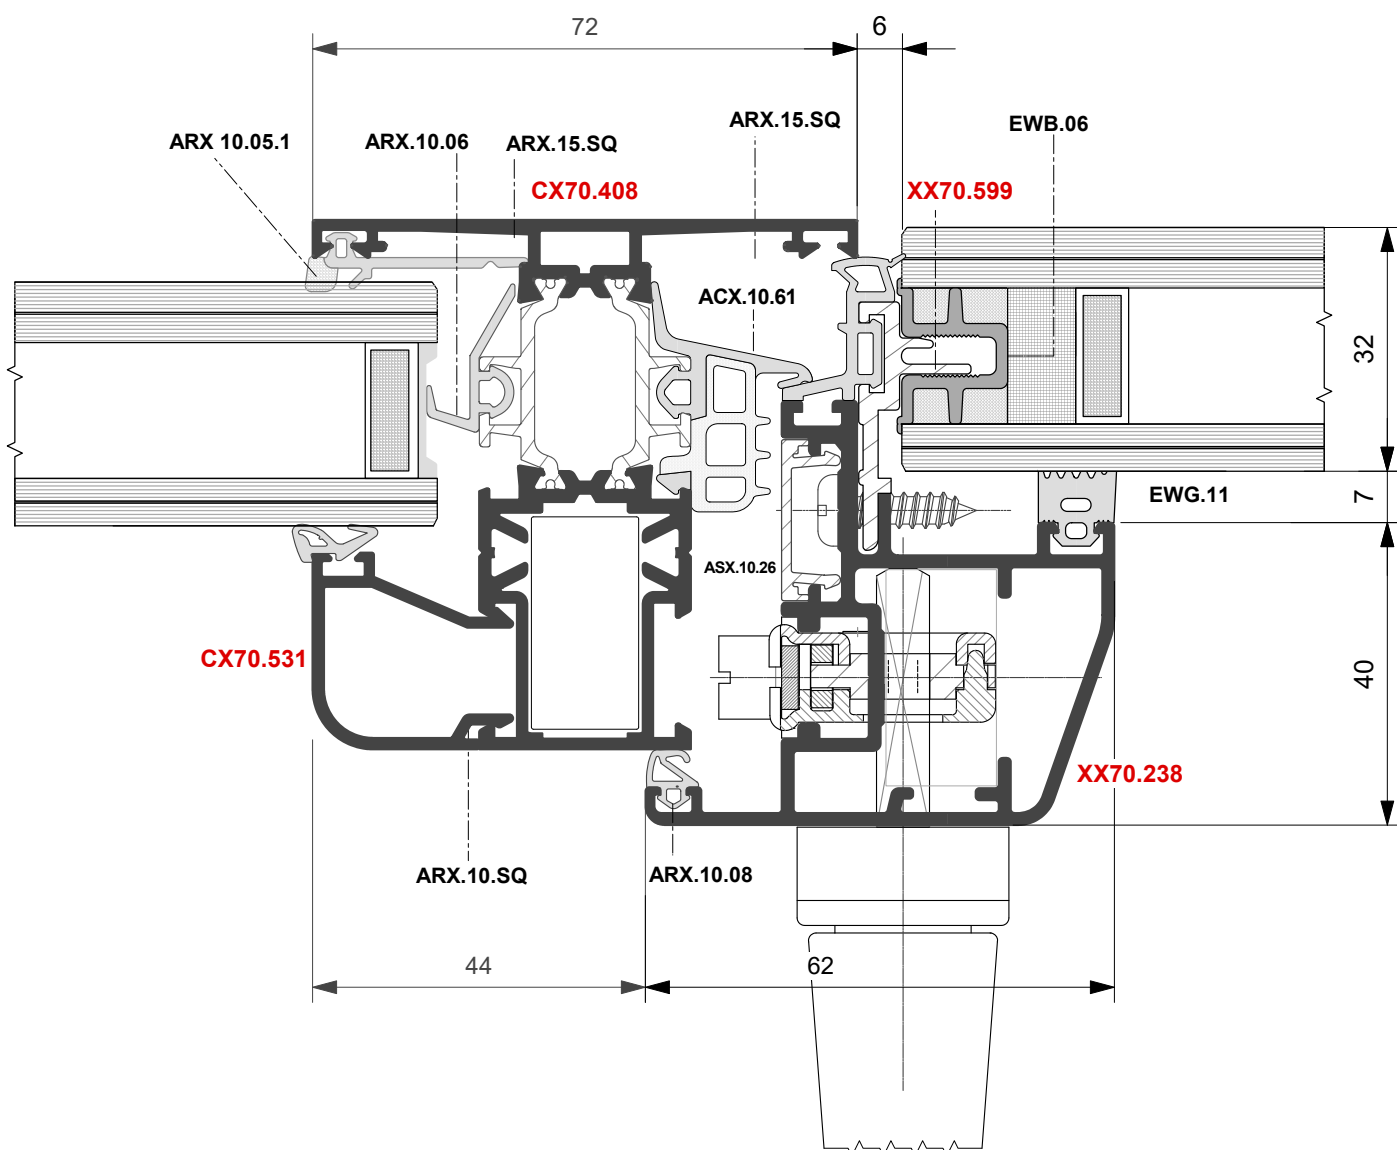 72
6
ARX.15.SQ
EWB.06
ARX 10.05.1
ARX.10.06
ARX.15.SQ
CX70.408
XX70.599
ACX.10.61
32
EWG.11
7
ASX.10.26
CX70.531
40
XX70.238
ARX.10.SQ
ARX.10.08
44
62